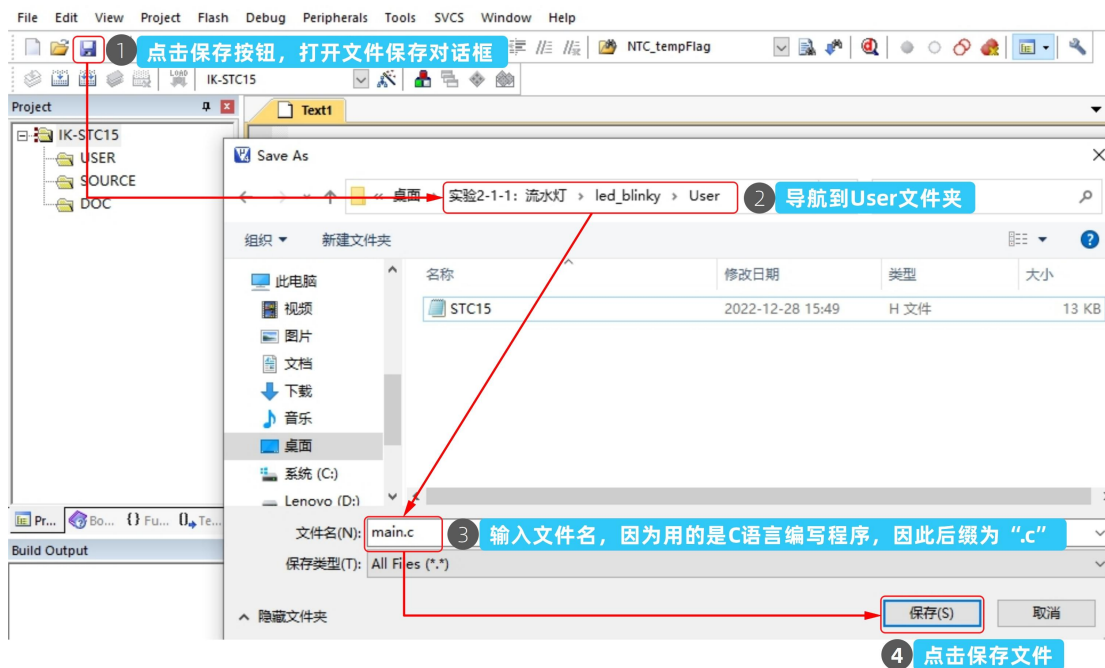 File Edit View Project Flash Debug Peripherals Tools SVCS Window Help
1 点击保存按钮，打开文件保存对话框
NTC_tempFlag
LOAD
IK-STC15
Project
Text1
IK-STC15
USER
SOURCE
DOC
Save As
« 桌面 实验2-1-1：流水灯 › led_blinky › User
2 导航到User文件夹
组织 新建文件夹
名称 修改日期 类型 大小
STC15 2022-12-28 15:49 H 文件 13 KB
此电脑
视频
图片
文档
下载
音乐
桌面
系统 (C:)
Lenovo (D:)
Pr... Bo... {} Fu... Te...
Build Output
文件名(N): main.c
3 输入文件名，因为用的是C语言编写程序，因此后缀为“.c”
保存类型(T): All Files (*.*)
隐藏文件夹
保存(S) 取消
4 点击保存文件